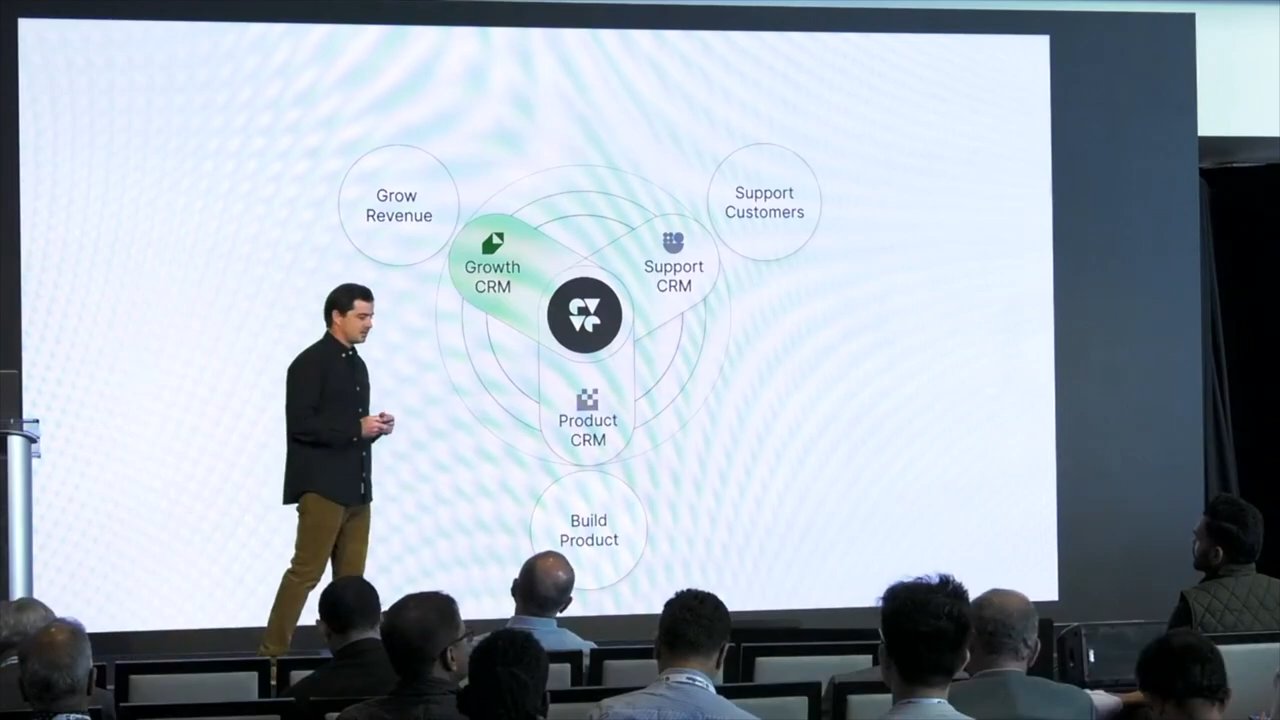 Grow
Revenue
Support
Customers
Growth
CRM
Support
CRM
Product
CRM
Build
Product